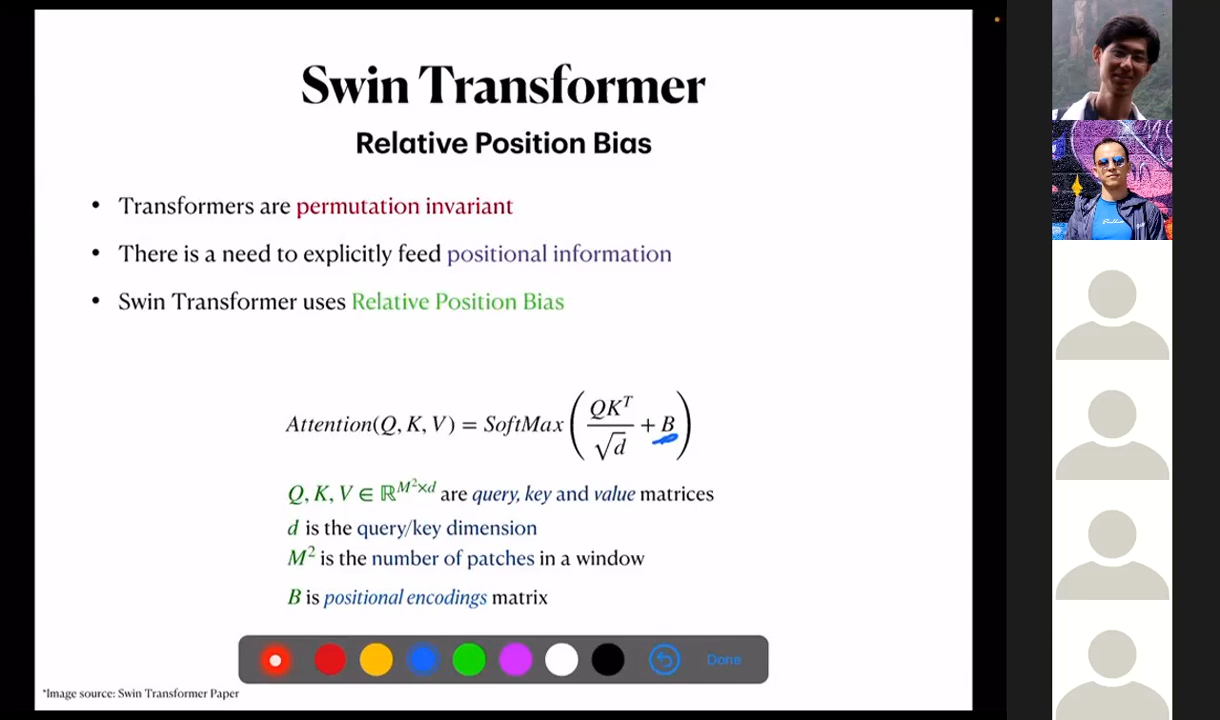 Swin Transformer
Relative Position Bias
• Transformers are permutation invariant
• There is a need to explicitly feed positional information
• Swin Transformer uses Relative Position Bias
Attention(Q, K, V) = SoftMax(QKᵀ/√d + B)
Q, K, V ∈ ℝ^{M²×d} are query, key and value matrices
d is the query/key dimension
M² is the number of patches in a window
B is positional encodings matrix
Done
*Image source: Swin Transformer Paper